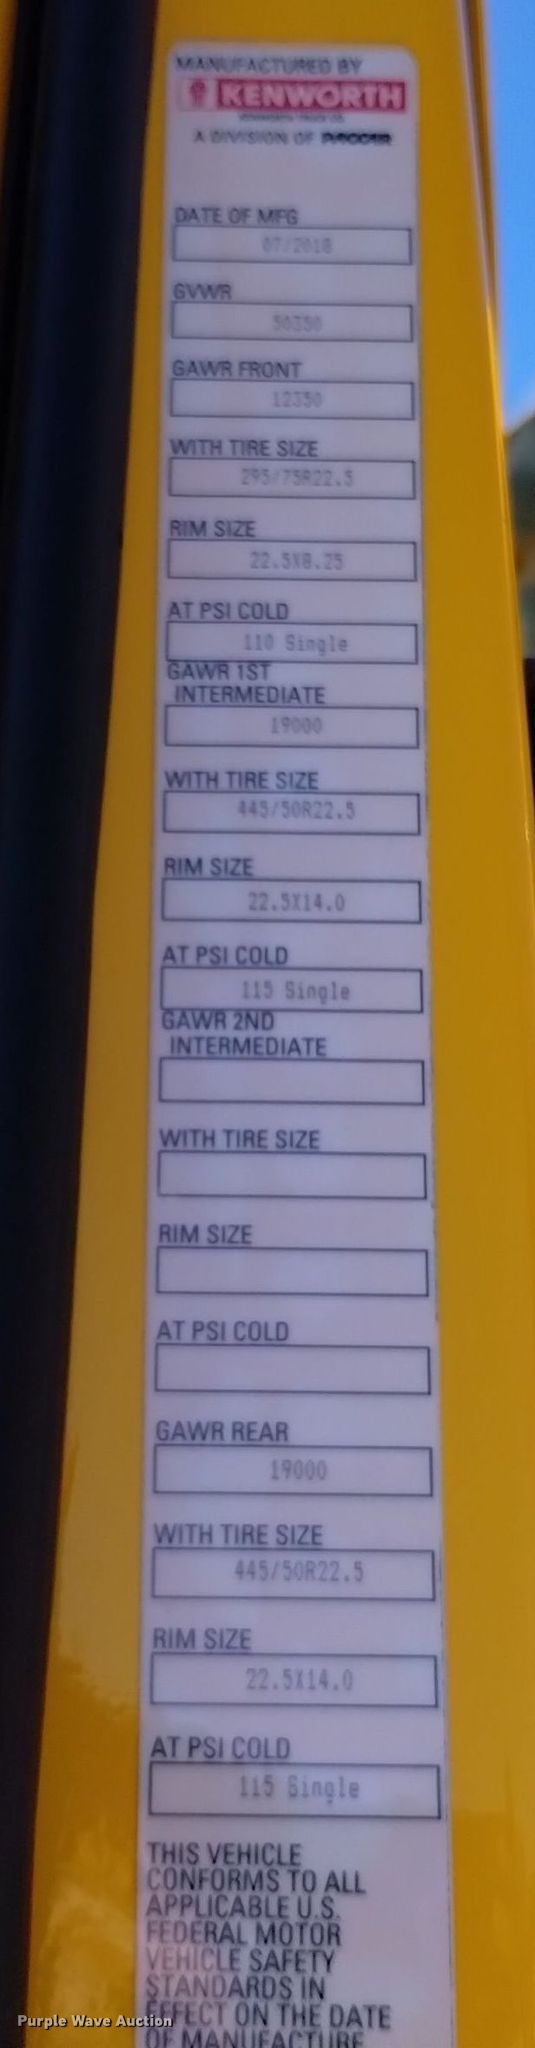 MANUFACTURED BY
KENWORTH
KENWORTH TRUCK CO.
A DIVISION OF PACCAR
DATE OF MFG
07/2018
GVWR
50350
GAWR FRONT
12350
WITH TIRE SIZE
295/75R22.5
RIM SIZE
22.5X8.25
AT PSI COLD
110 Single
GAWR 1ST
INTERMEDIATE
19000
WITH TIRE SIZE
445/50R22.5
RIM SIZE
22.5X14.0
AT PSI COLD
115 Single
GAWR 2ND
INTERMEDIATE
WITH TIRE SIZE
RIM SIZE
AT PSI COLD
GAWR REAR
19000
WITH TIRE SIZE
445/50R22.5
RIM SIZE
22.5X14.0
AT PSI COLD
115 Single
THIS VEHICLE
CONFORMS TO ALL
APPLICABLE U.S.
FEDERAL MOTOR
VEHICLE SAFETY
STANDARDS IN
EFFECT ON THE DATE
OF MANUFACTURE
Purple Wave Auction